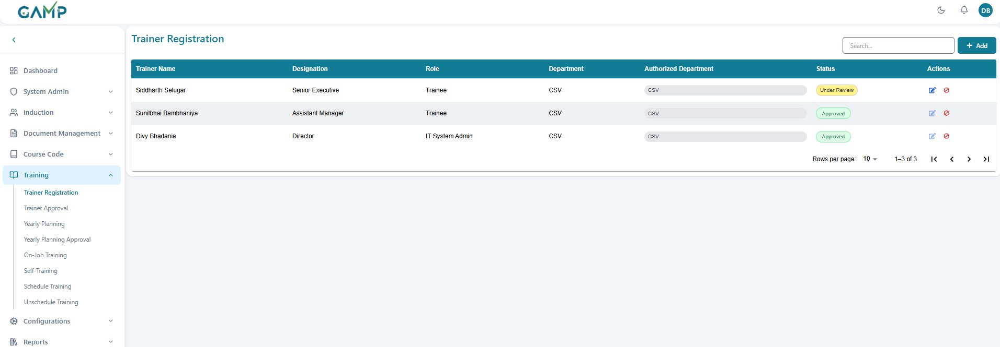 GAMP
DB
Trainer Registration
Search...
+ Add
Dashboard
System Admin
Induction
Document Management
Course Code
Training
Trainer Registration
Trainer Approval
Yearly Planning
Yearly Planning Approval
On-Job Training
Self-Training
Schedule Training
Unschedule Training
Configurations
Reports
Trainer Name Designation Role Department Authorized Department Status Actions
Siddharth Selugar Senior Executive Trainee CSV CSV Under Review
Sunilbhai Bambhaniya Assistant Manager Trainee CSV CSV Approved
Divy Bhadania Director IT System Admin CSV CSV Approved
Rows per page: 10 1–3 of 3